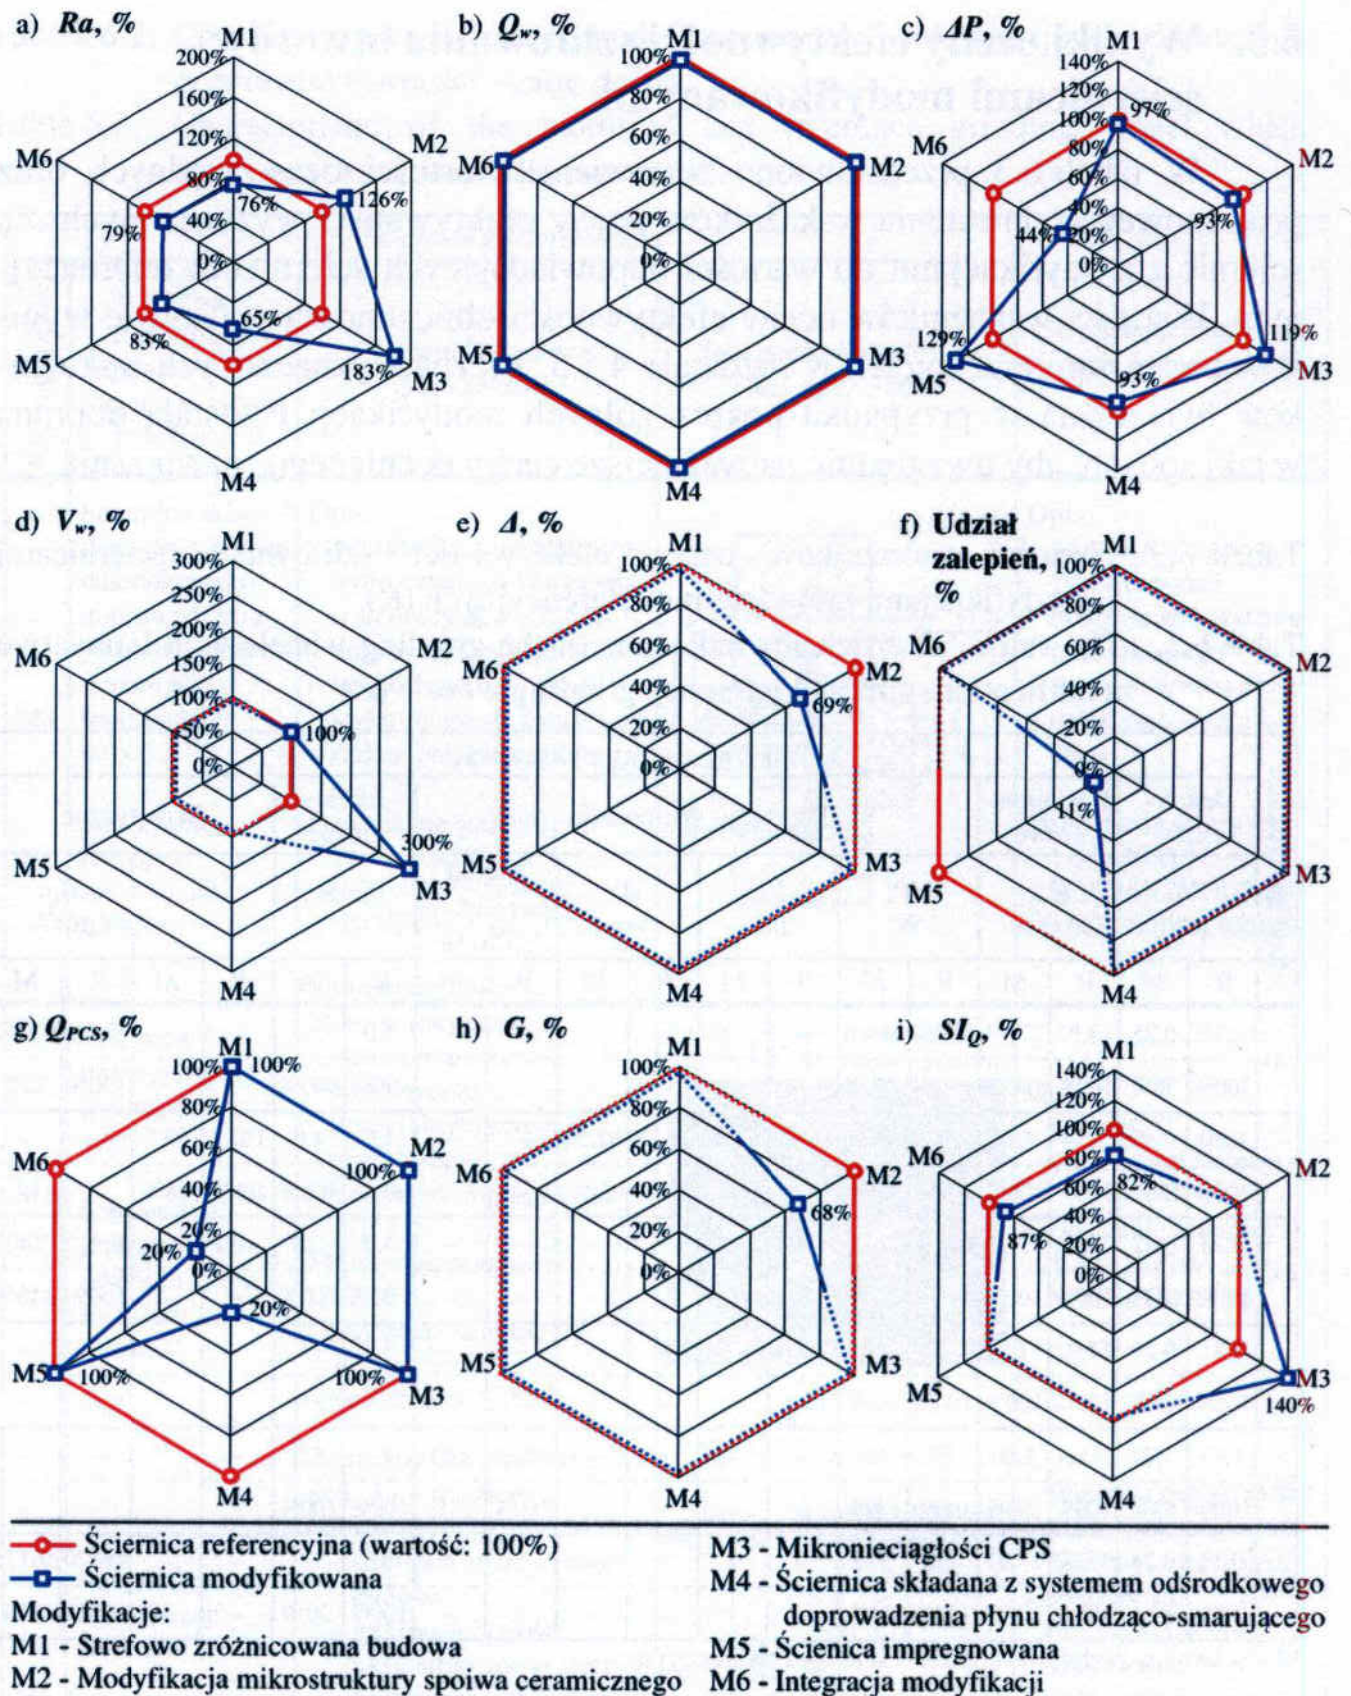 a) Ra, %
M1
200%
160%
120%
80%
40%
0%
M2
M3
M4
M5
M6
76%
126%
183%
65%
83%
79%
b) Qw, %
M1
100%
80%
60%
40%
20%
0%
M2
M3
M4
M5
M6
c) ΔP, %
M1
140%
120%
100%
80%
60%
40%
20%
0%
M2
M3
M4
M5
M6
97%
93%
119%
93%
129%
44%
d) Vw, %
M1
300%
250%
200%
150%
100%
50%
0%
M2
M3
M4
M5
M6
100%
300%
e) Δ, %
M1
100%
80%
60%
40%
20%
0%
M2
M3
M4
M5
M6
69%
f) Udział
zalepień,
%
M1
100%
80%
60%
40%
20%
0%
M2
M3
M4
M5
M6
11%
g) QPCS, %
M1
100%
80%
60%
40%
20%
0%
M2
M3
M4
M5
M6
100%
100%
100%
20%
100%
20%
h) G, %
M1
100%
80%
60%
40%
20%
0%
M2
M3
M4
M5
M6
68%
i) SIQ, %
M1
140%
120%
100%
80%
60%
40%
20%
0%
M2
M3
M4
M5
M6
82%
140%
87%
Ściernica referencyjna (wartość: 100%)
Ściernica modyfikowana
Modyfikacje:
M1 - Strefowo zróżnicowana budowa
M2 - Modyfikacja mikrostruktury spoiwa ceramicznego
M3 - Mikronieciągłości CPS
M4 - Ściernica składana z systemem odśrodkowego
doprowadzenia płynu chłodząco-smarującego
M5 - Ściernica impregnowana
M6 - Integracja modyfikacji